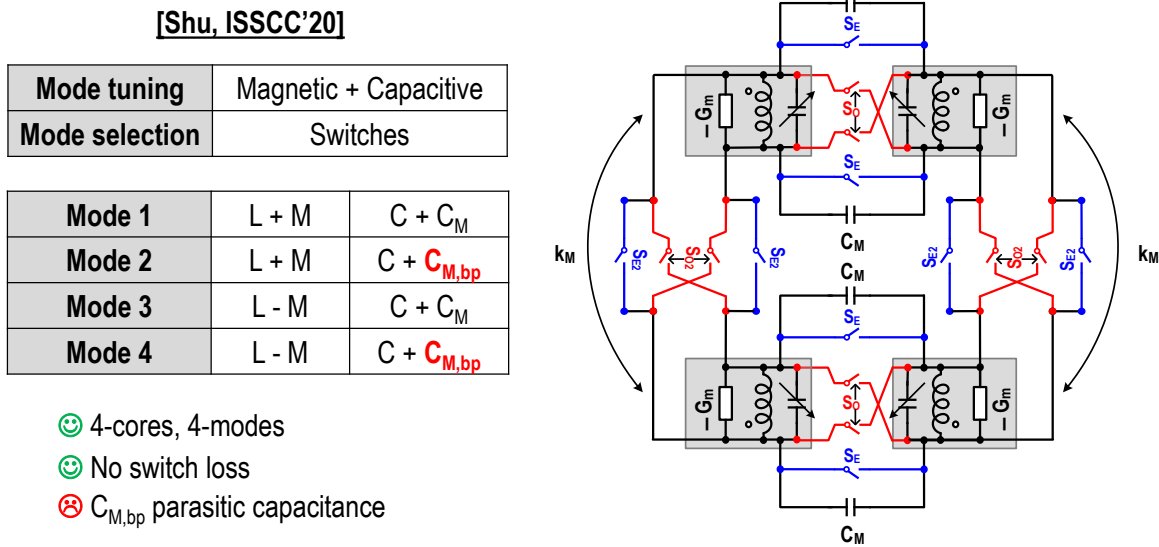 [Shu, ISSCC'20]
Mode tuning Magnetic + Capacitive
Mode selection Switches
Mode 1 L + M C + CM
Mode 2 L + M C + CM,bp
Mode 3 L - M C + CM
Mode 4 L - M C + CM,bp
4-cores, 4-modes
No switch loss
CM,bp parasitic capacitance
SE
– Gm
SO
– Gm
SE
CM
kM
SE2
SO2
SE2
SE2
SO2
SE2
kM
CM
SE
– Gm
SO
– Gm
SE
CM